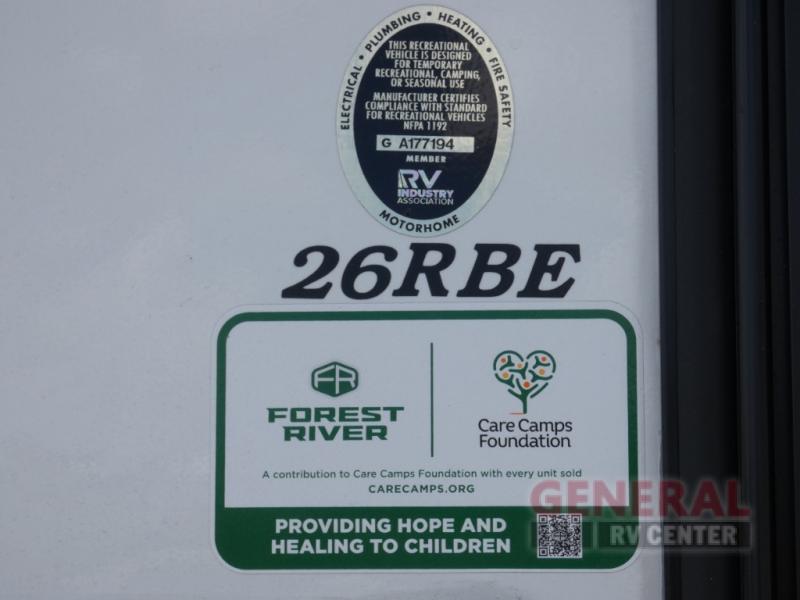 ELECTRICAL • PLUMBING • HEATING • FIRE SAFETY
THIS RECREATIONAL
VEHICLE IS DESIGNED
FOR TEMPORARY
RECREATIONAL, CAMPING,
OR SEASONAL USE
MANUFACTURER CERTIFIES
COMPLIANCE WITH STANDARD
FOR RECREATIONAL VEHICLES
NFPA 1192
G A177194
MEMBER
RV
INDUSTRY
ASSOCIATION
MOTORHOME
26RBE
FR
FOREST
RIVER
Care Camps
Foundation
A contribution to Care Camps Foundation with every unit sold
CARECAMPS.ORG
PROVIDING HOPE AND
HEALING TO CHILDREN
GENERAL
RV CENTER